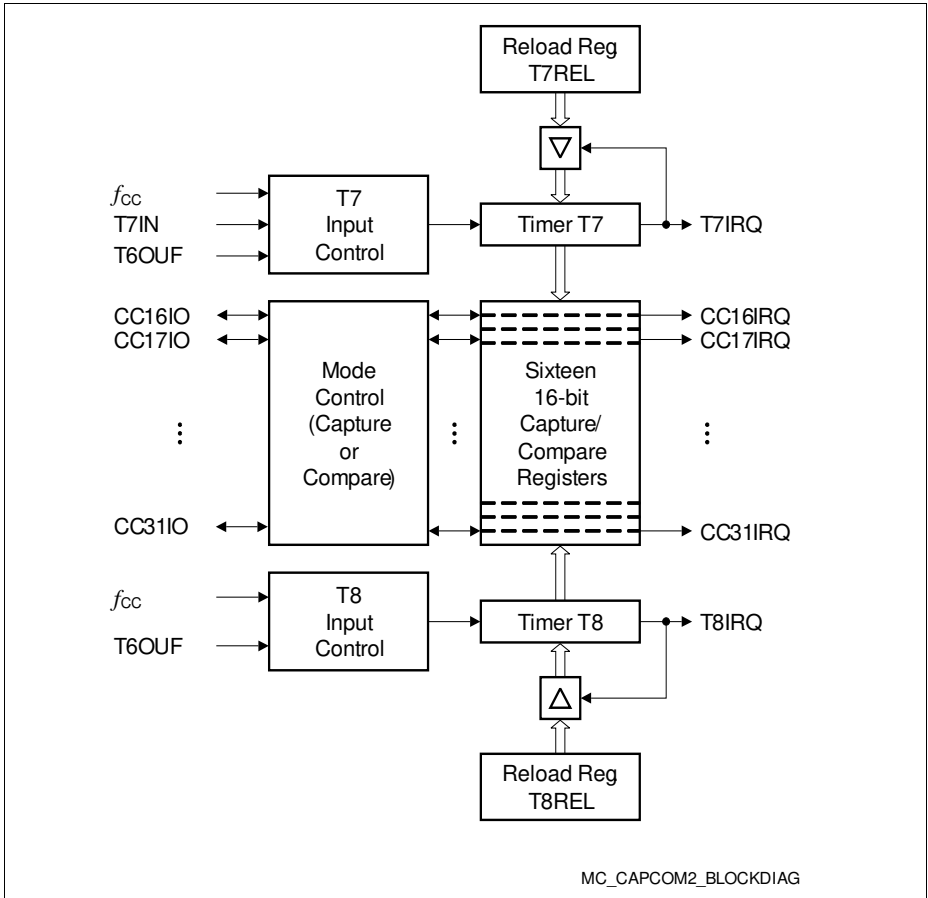 Reload Reg.
T7REL
fCC
T7IN
T6OUF
T7
Input
Control
Timer T7
T7IRQ
CC16IO
CC17IO
CC31IO
Mode
Control
(Capture
or
Compare)
Sixteen
16-bit
Capture/
Compare
Registers
CC16IRQ
CC17IRQ
CC31IRQ
fCC
T6OUF
T8
Input
Control
Timer T8
T8IRQ
Reload Reg.
T8REL
MC_CAPCOM2_BLOCKDIAG